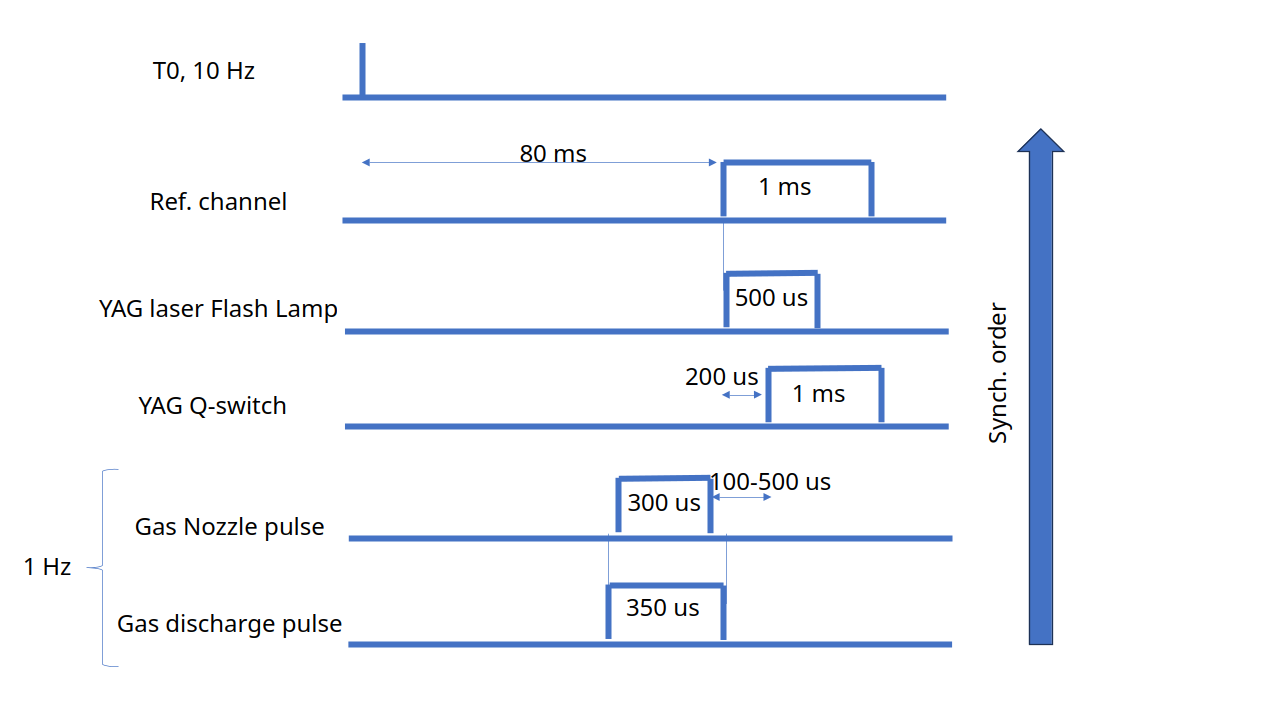 T0, 10 Hz
80 ms
1 ms
Ref. channel
500 us
YAG laser Flash Lamp
200 us
1 ms
YAG Q-switch
Synch. order
100-500 us
300 us
Gas Nozzle pulse
1 Hz
350 us
Gas discharge pulse